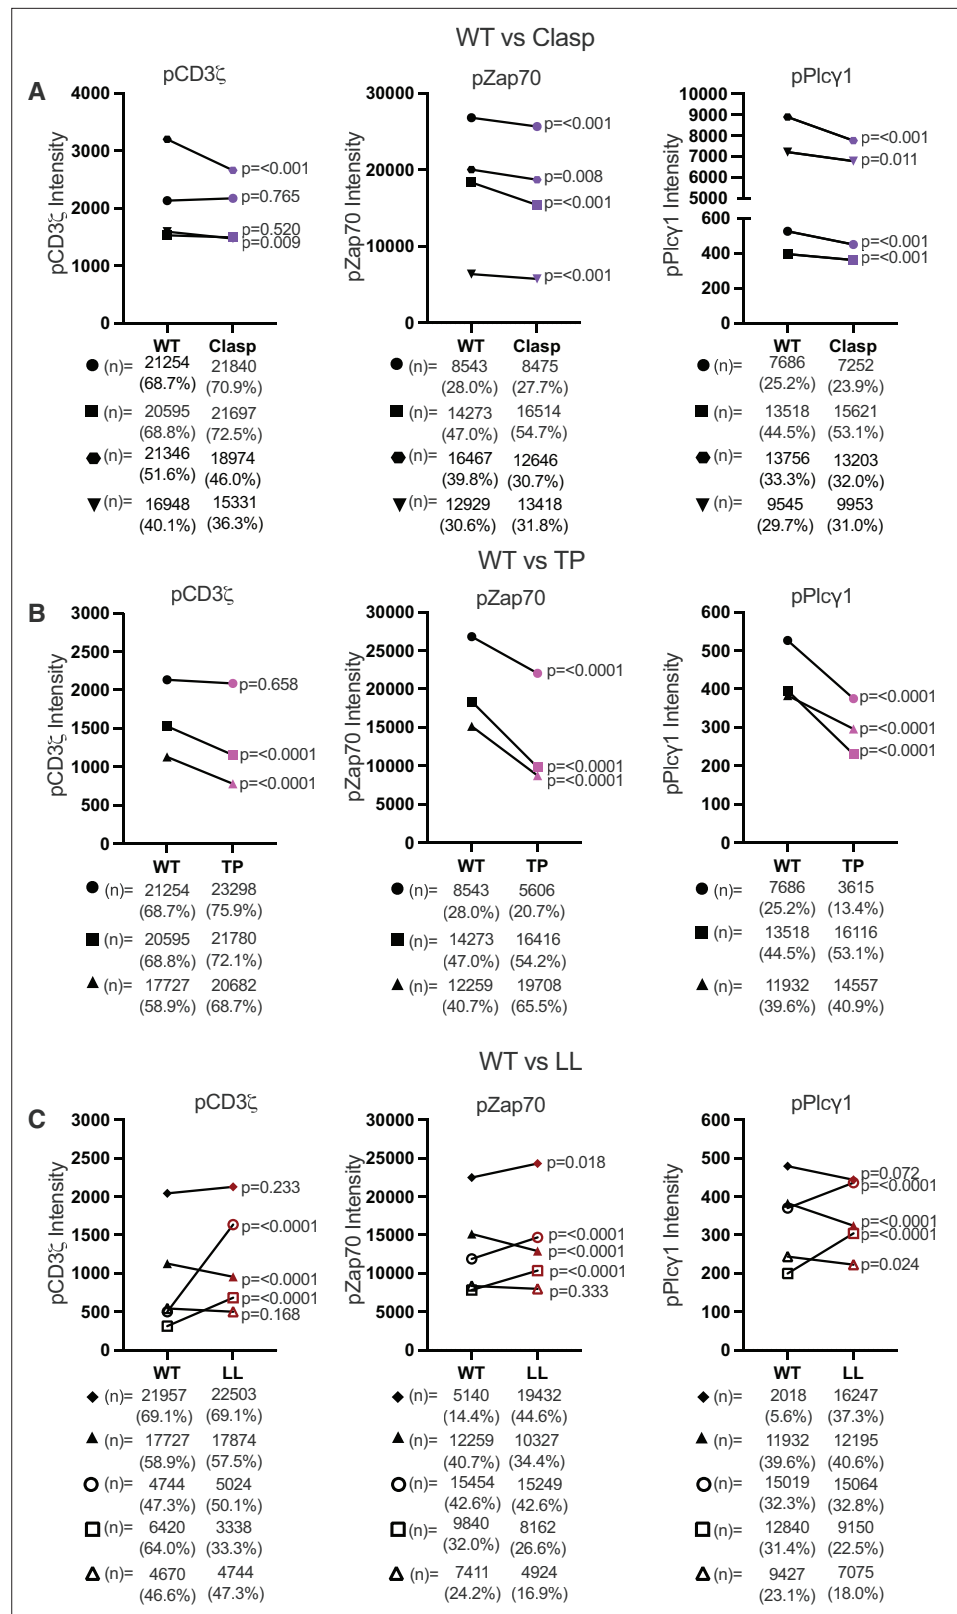 WT vs Clasp
A
pCD3ζ
pZap70
pPlcγ1
pCD3ζ Intensity
4000
3000
2000
1000
0
p=<0.001
p=0.765
p=0.520
p=0.009
WT Clasp
pZap70 Intensity
30000
20000
10000
0
p=<0.001
p=0.008
p=<0.001
p=<0.001
WT Clasp
pPlcγ1 Intensity
10000
9000
8000
7000
6000
5000
600
400
200
0
p=<0.001
p=0.011
p=<0.001
p=<0.001
WT Clasp
(n)= 21254 21840
(68.7%) (70.9%)
(n)= 20595 21697
(68.8%) (72.5%)
(n)= 21346 18974
(51.6%) (46.0%)
(n)= 16948 15331
(40.1%) (36.3%)
(n)= 8543 8475
(28.0%) (27.7%)
(n)= 14273 16514
(47.0%) (54.7%)
(n)= 16467 12646
(39.8%) (30.7%)
(n)= 12929 13418
(30.6%) (31.8%)
(n)= 7686 7252
(25.2%) (23.9%)
(n)= 13518 15621
(44.5%) (53.1%)
(n)= 13756 13203
(33.3%) (32.0%)
(n)= 9545 9953
(29.7%) (31.0%)
WT vs TP
B
pCD3ζ
pZap70
pPlcγ1
pCD3ζ Intensity
3000
2500
2000
1500
1000
500
0
p=0.658
p=<0.0001
p=<0.0001
WT TP
pZap70 Intensity
30000
25000
20000
15000
10000
5000
0
p=<0.0001
p=<0.0001
p=<0.0001
WT TP
pPlcγ1 Intensity
600
500
400
300
200
100
0
p=<0.0001
p=<0.0001
p=<0.0001
WT TP
(n)= 21254 23298
(68.7%) (75.9%)
(n)= 20595 21780
(68.8%) (72.1%)
(n)= 17727 20682
(58.9%) (68.7%)
(n)= 8543 5606
(28.0%) (20.7%)
(n)= 14273 16416
(47.0%) (54.2%)
(n)= 12259 19708
(40.7%) (65.5%)
(n)= 7686 3615
(25.2%) (13.4%)
(n)= 13518 16116
(44.5%) (53.1%)
(n)= 11932 14557
(39.6%) (40.9%)
WT vs LL
C
pCD3ζ
pZap70
pPlcγ1
pCD3ζ Intensity
3000
2500
2000
1500
1000
500
0
p=0.233
p=<0.0001
p=<0.0001
p=<0.0001
p=0.168
WT LL
pZap70 Intensity
30000
25000
20000
15000
10000
5000
0
p=0.018
p=<0.0001
p=<0.0001
p=<0.0001
p=0.333
WT LL
pPlcγ1 Intensity
600
500
400
300
200
100
0
p=0.072
p=<0.0001
p=<0.0001
p=<0.0001
p=0.024
WT LL
(n)= 21957 22503
(69.1%) (69.1%)
(n)= 17727 17874
(58.9%) (57.5%)
(n)= 4744 5024
(47.3%) (50.1%)
(n)= 6420 3338
(64.0%) (33.3%)
(n)= 4670 4744
(46.6%) (47.3%)
(n)= 5140 19432
(14.4%) (44.6%)
(n)= 12259 10327
(40.7%) (34.4%)
(n)= 15454 15249
(42.6%) (42.6%)
(n)= 9840 8162
(32.0%) (26.6%)
(n)= 7411 4924
(24.2%) (16.9%)
(n)= 2018 16247
(5.6%) (37.3%)
(n)= 11932 12195
(39.6%) (40.6%)
(n)= 15019 15064
(32.3%) (32.8%)
(n)= 12840 9150
(31.4%) (22.5%)
(n)= 9427 7075
(23.1%) (18.0%)